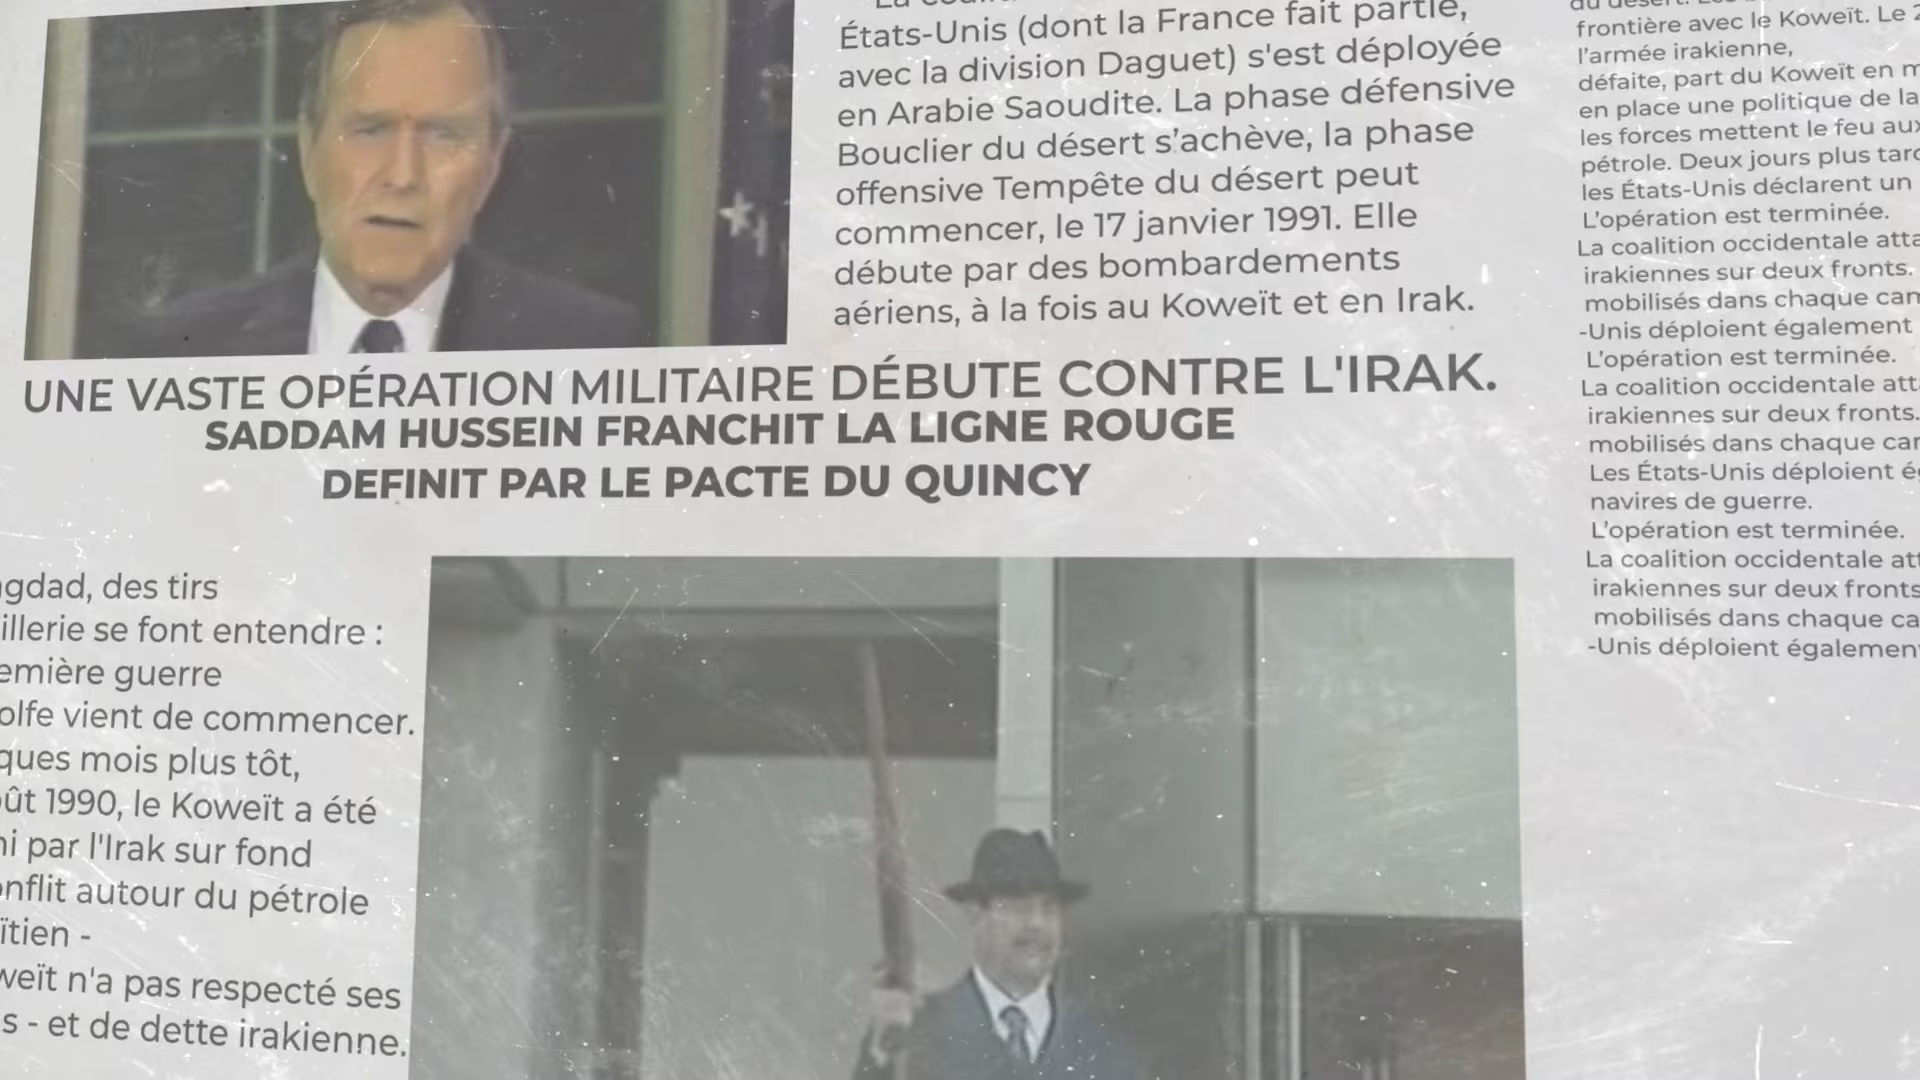 États-Unis (dont la France fait partie,
avec la division Daguet) s'est déployée
en Arabie Saoudite. La phase défensive
Bouclier du désert s'achève, la phase
offensive Tempête du désert peut
commencer, le 17 janvier 1991. Elle
débute par des bombardements
aériens, à la fois au Koweït et en Irak.
UNE VASTE OPÉRATION MILITAIRE DÉBUTE CONTRE L'IRAK.
SADDAM HUSSEIN FRANCHIT LA LIGNE ROUGE
DEFINIT PAR LE PACTE DU QUINCY
gdad, des tirs
illerie se font entendre :
emière guerre
olfe vient de commencer.
ques mois plus tôt,
ût 1990, le Koweït a été
ni par l'Irak sur fond
onflit autour du pétrole
ïtien -
weït n'a pas respecté ses
s - et de dette irakienne.
frontière avec le Koweït. Le
l'armée irakienne,
défaite, part du Koweït en
en place une politique de la
les forces mettent le feu aux
pétrole. Deux jours plus tard
les États-Unis déclarent un
L'opération est terminée.
La coalition occidentale atta
irakiennes sur deux fronts.
mobilisés dans chaque cam
-Unis déploient également
L'opération est terminée.
La coalition occidentale att
irakiennes sur deux fronts.
mobilisés dans chaque car
Les États-Unis déploient ég
navires de guerre.
L'opération est terminée.
La coalition occidentale att
irakiennes sur deux fronts
mobilisés dans chaque ca
-Unis déploient égalemen